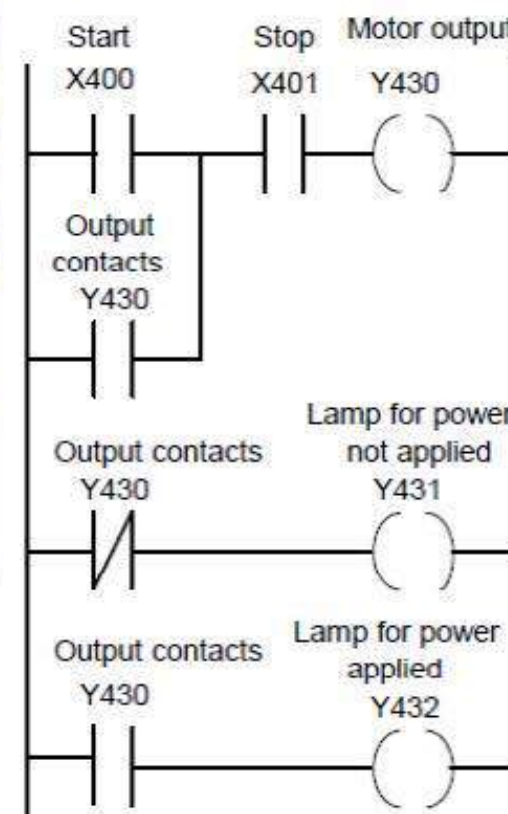 Start
Stop
Motor output
X400
X401
Y430
Output
contacts
Y430
Lamp for power
not applied
Output contacts
Y430
Y431
Lamp for power
applied
Output contacts
Y430
Y432